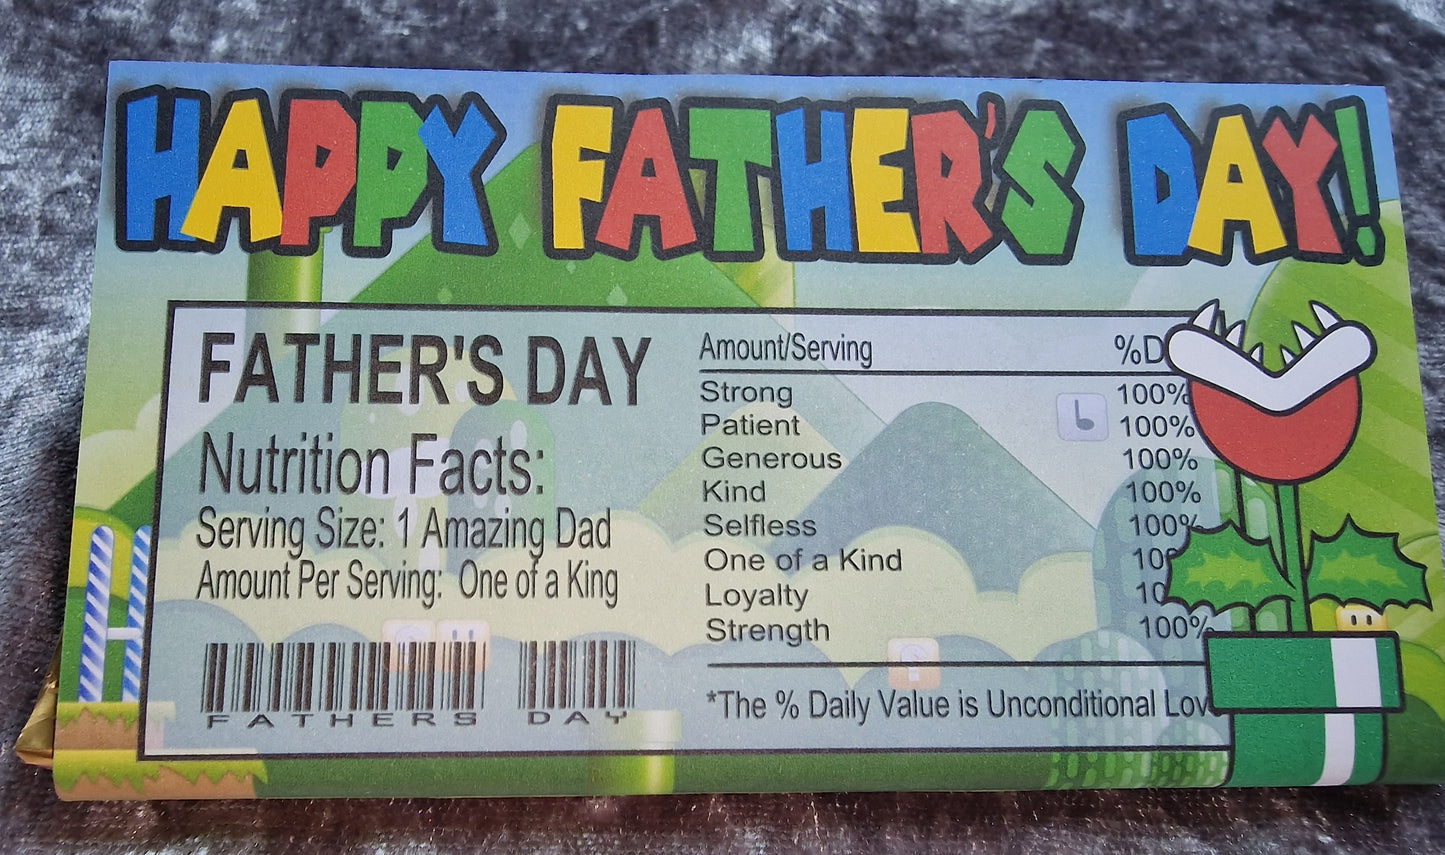 HAPPY FATHER'S DAY!
FATHER'S DAY
Nutrition Facts:
Serving Size: 1 Amazing Dad
Amount Per Serving: One of a King
FATHERS DAY
Amount/Serving %D
Strong 100%
Patient 100%
Generous 100%
Kind 100%
Selfless 100%
One of a Kind
Loyalty
Strength 100%
*The % Daily Value is Unconditional